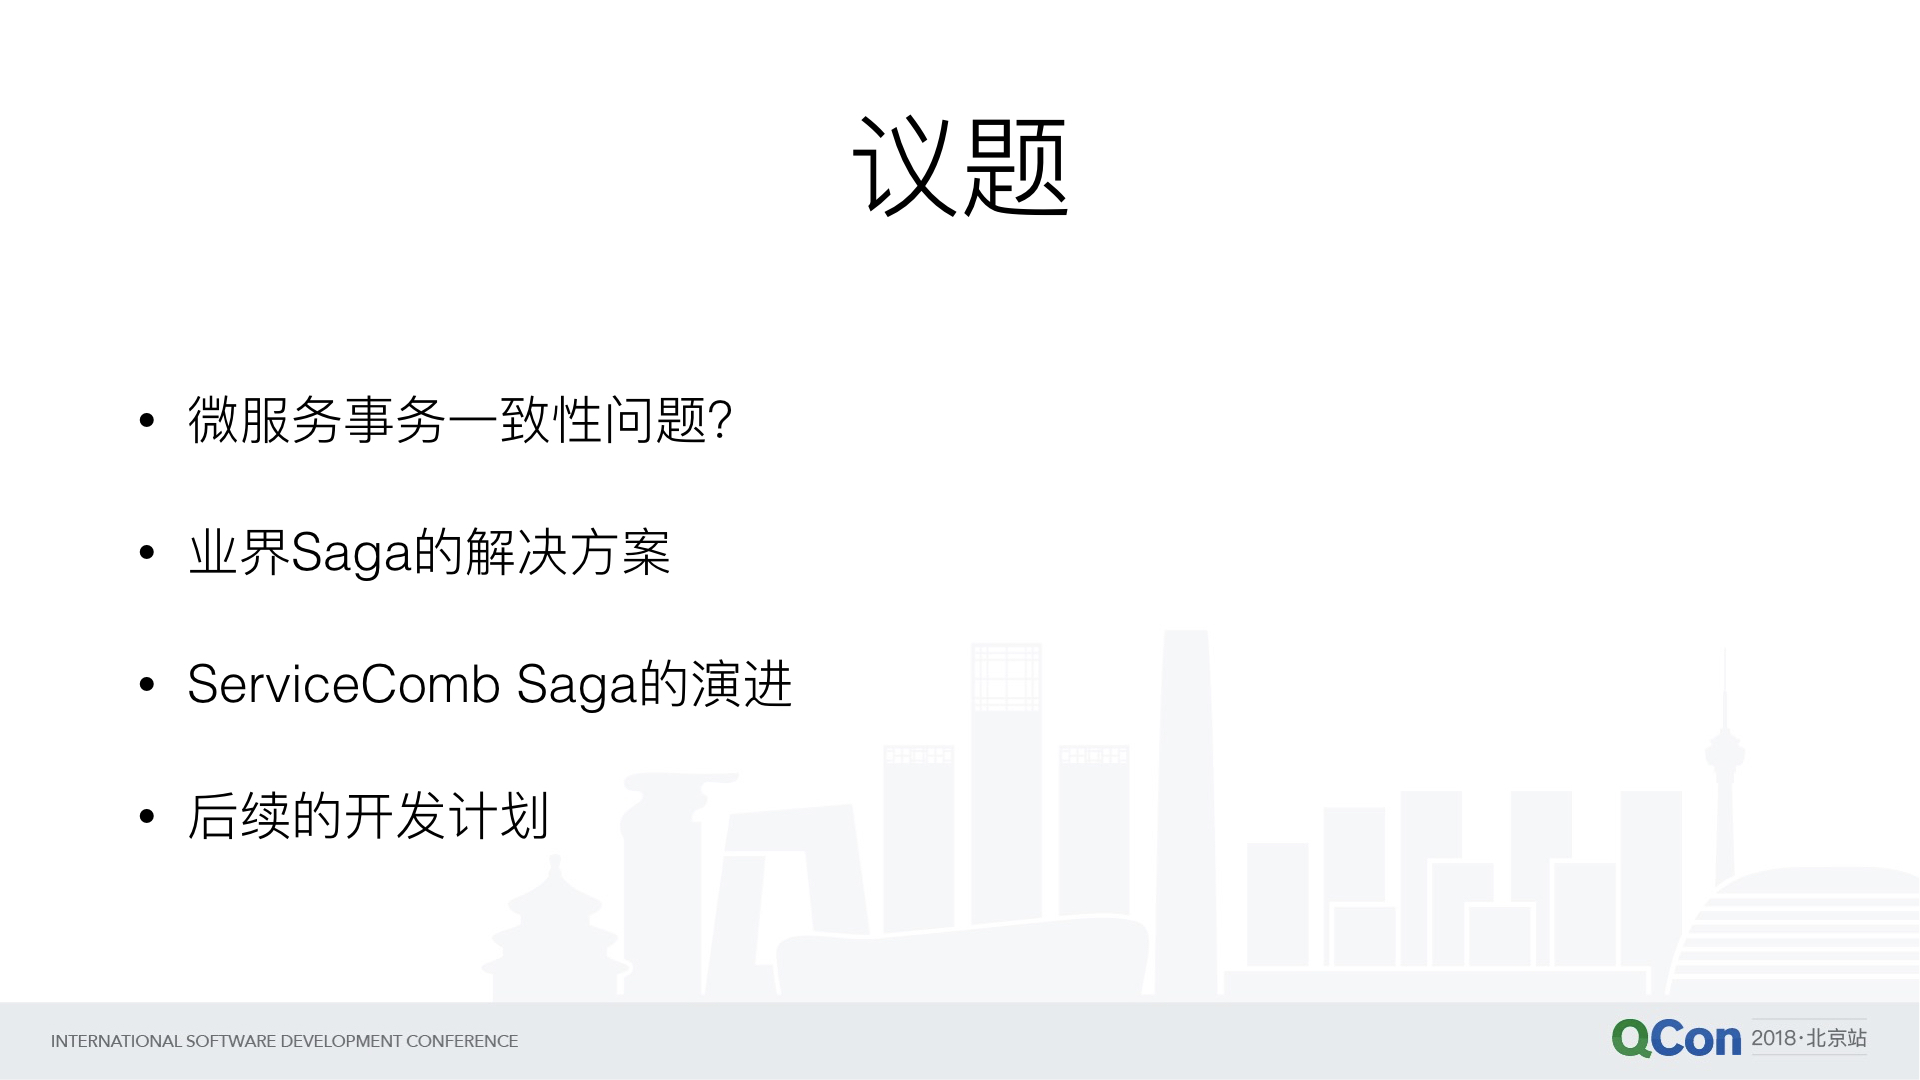 议题
• 微服务事务一致性问题？
• 业界Saga的解决方案
• ServiceComb Saga的演进
• 后续的开发计划
INTERNATIONAL SOFTWARE DEVELOPMENT CONFERENCE
QCon 2018·北京站